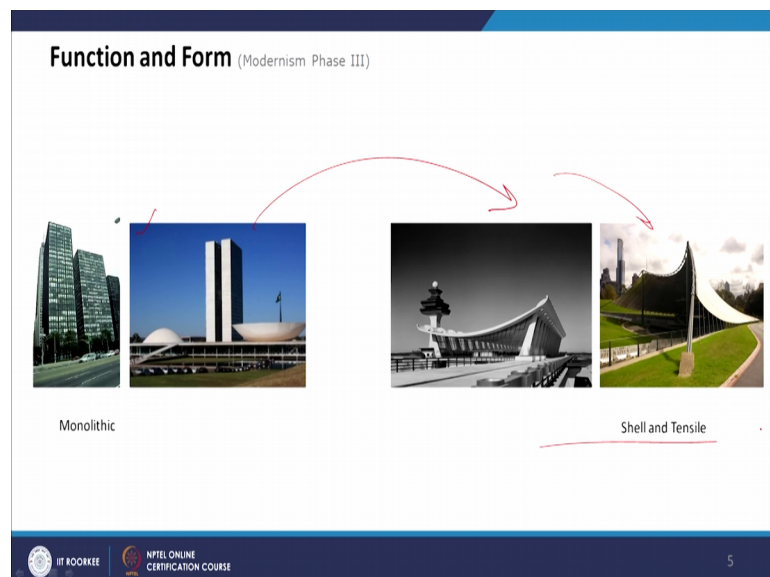 Function and Form (Modernism Phase III)
Monolithic
Shell and Tensile
IIT ROORKEE
NPTEL ONLINE
CERTIFICATION COURSE
5